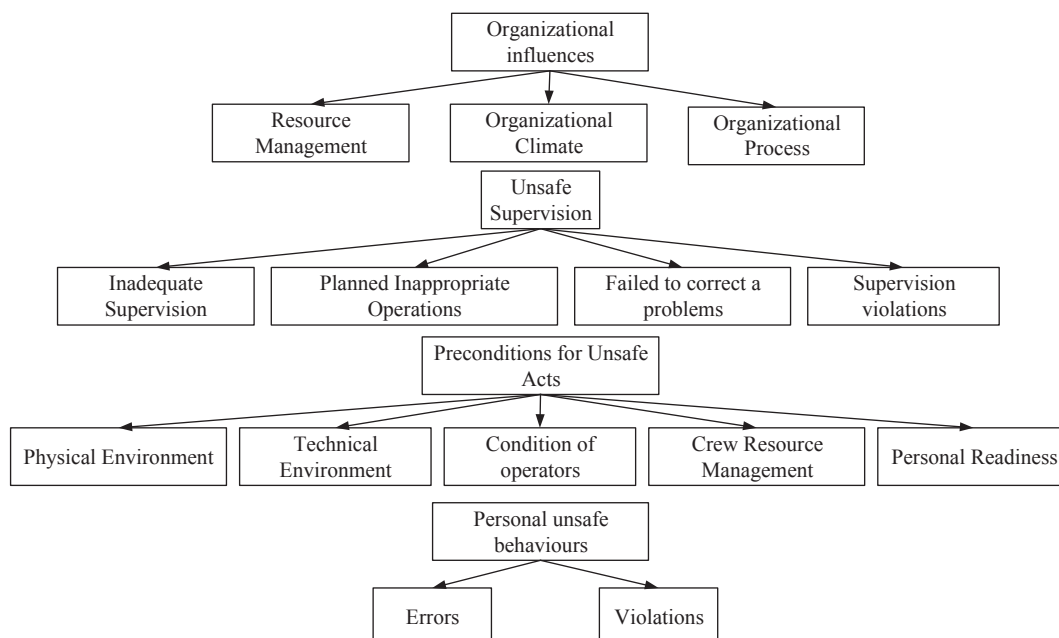 Organizational
influences
Resource
Management
Organizational
Climate
Organizational
Process
Unsafe
Supervision
Inadequate
Supervision
Planned Inappropriate
Operations
Failed to correct a
problems
Supervision
violations
Preconditions for Unsafe
Acts
Physical Environment
Technical
Environment
Condition of
operators
Crew Resource
Management
Personal Readiness
Personal unsafe
behaviours
Errors
Violations